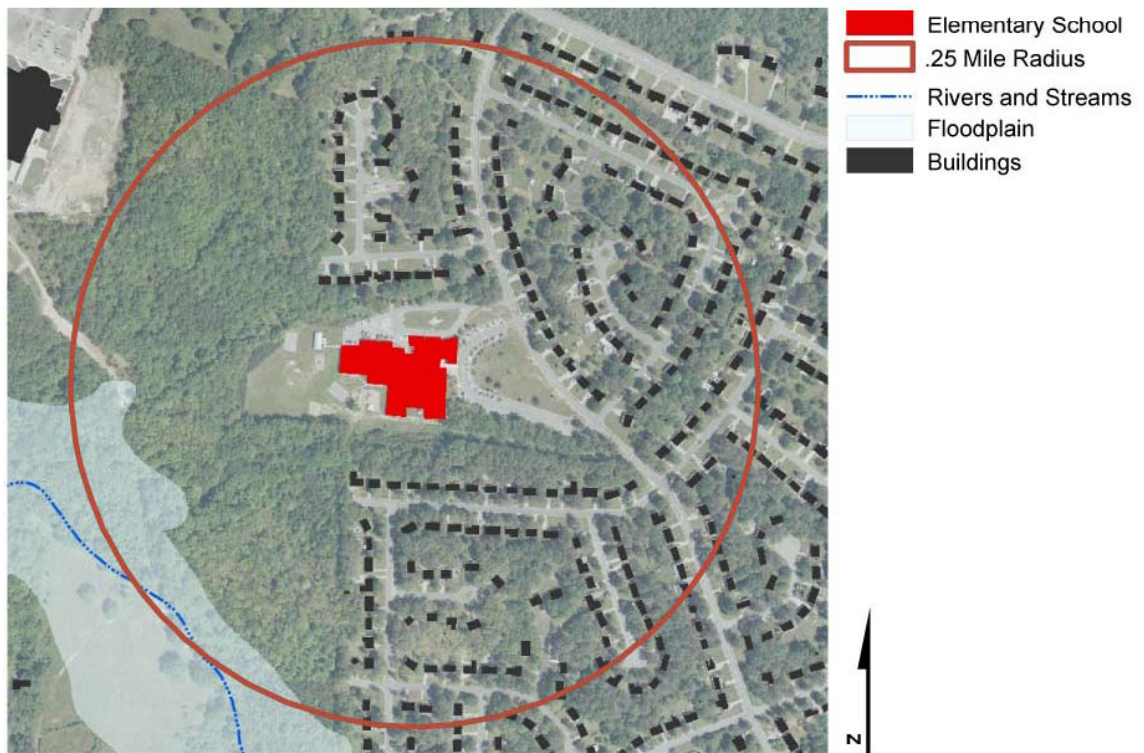 Elementary School
.25 Mile Radius
Rivers and Streams
Floodplain
Buildings
N